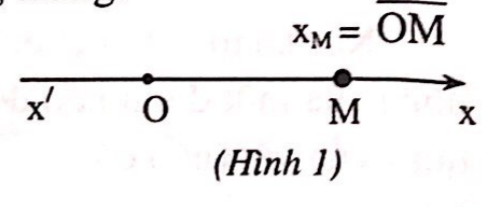 x_M = \overline{OM}
x' O M x
(Hình 1)